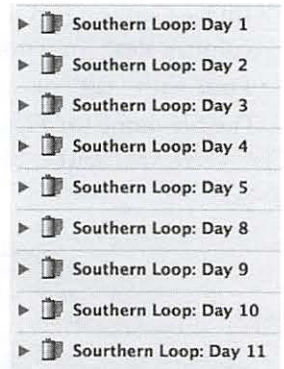 Southern Loop: Day 1
Southern Loop: Day 2
Southern Loop: Day 3
Southern Loop: Day 4
Southern Loop: Day 5
Southern Loop: Day 8
Southern Loop: Day 9
Southern Loop: Day 10
Sourthern Loop: Day 11